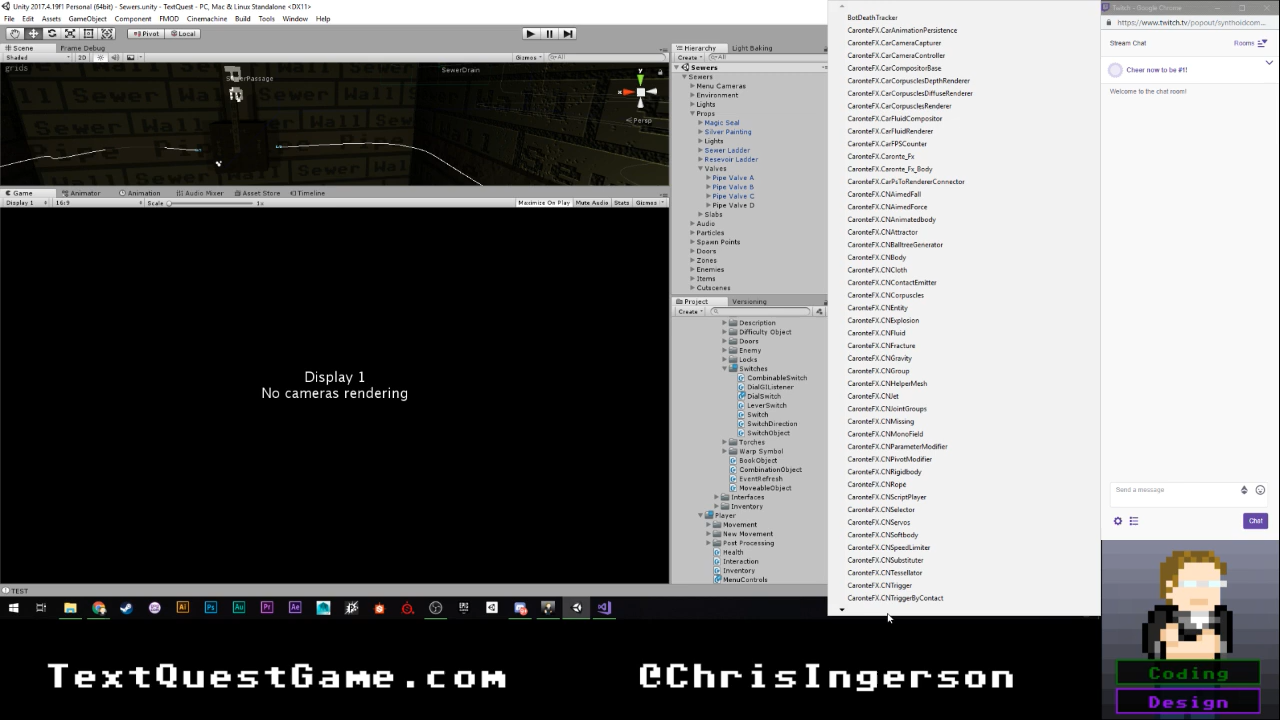 Unity 2017.4.19f1 Personal (64bit) - Sewers.unity - TextQuest - PC, Mac & Linux Standalone <DX11>
File Edit Assets GameObject Component FMOD Cinemachine Build Tools Window Help
Pivot Local
Scene Frame Debug
Shaded 2D Gizmos All
grids
SewerPassage
SewerDrain
y
x
Persp
Sewer Wall
Game Animator Animation Audio Mixer Asset Store Timeline
Display 1 16:9 Scale 1x Maximize On Play Mute Audio Stats Gizmos
Display 1
No cameras rendering
TEST
Hierarchy Light Baking
Create All
Sewers
Sewers
Menu Cameras
Environment
Lights
Props
Magic Seal
Silver Painting
Lights
Sewer Ladder
Resevoir Ladder
Valves
Pipe Valve A
Pipe Valve B
Pipe Valve C
Pipe Valve D
Slabs
Audio
Particles
Spawn Points
Doors
Zones
Enemies
Items
Cutscenes
Project Versioning
Create
Description
Difficulty Object
Doors
Enemy
Locks
Switches
CombinableSwitch
DialGIListener
DialSwitch
LeverSwitch
Switch
SwitchDirection
SwitchObject
Torches
Warp Symbol
BookObject
CombinationObject
EventRefresh
MoveableObject
Interfaces
Inventory
Player
Movement
New Movement
Post Processing
Health
Interaction
Inventory
MenuControls
BotDeathTracker
CaronteFX.CarAnimationPersistence
CaronteFX.CarCameraCapturer
CaronteFX.CarCameraController
CaronteFX.CarCompositorBase
CaronteFX.CarCorpusclesDepthRenderer
CaronteFX.CarCorpusclesDiffuseRenderer
CaronteFX.CarCorpusclesRenderer
CaronteFX.CarFluidCompositor
CaronteFX.CarFluidRenderer
CaronteFX.CarFPSCounter
CaronteFX.Caronte_Fx
CaronteFX.Caronte_Fx_Body
CaronteFX.CarPsToRendererConnector
CaronteFX.CNAimedFall
CaronteFX.CNAimedForce
CaronteFX.CNAnimatedbody
CaronteFX.CNAttractor
CaronteFX.CNBalltreeGenerator
CaronteFX.CNBody
CaronteFX.CNCloth
CaronteFX.CNContactEmitter
CaronteFX.CNCorpuscles
CaronteFX.CNEntity
CaronteFX.CNExplosion
CaronteFX.CNFluid
CaronteFX.CNFracture
CaronteFX.CNGravity
CaronteFX.CNGroup
CaronteFX.CNHelperMesh
CaronteFX.CNJet
CaronteFX.CNJointGroups
CaronteFX.CNMissing
CaronteFX.CNMonoField
CaronteFX.CNParameterModifier
CaronteFX.CNPivotModifier
CaronteFX.CNRigidbody
CaronteFX.CNRope
CaronteFX.CNScriptPlayer
CaronteFX.CNSelector
CaronteFX.CNServos
CaronteFX.CNSoftbody
CaronteFX.CNSpeedLimiter
CaronteFX.CNSubstituter
CaronteFX.CNTessellator
CaronteFX.CNTrigger
CaronteFX.CNTriggerByContact
Twitch - Google Chrome
https://www.twitch.tv/popout/synthoidcom
Stream Chat Rooms
Cheer now to be #1!
Welcome to the chat room!
Send a message
Chat
TextQuestGame.com @ChrisIngerson
Coding
Design